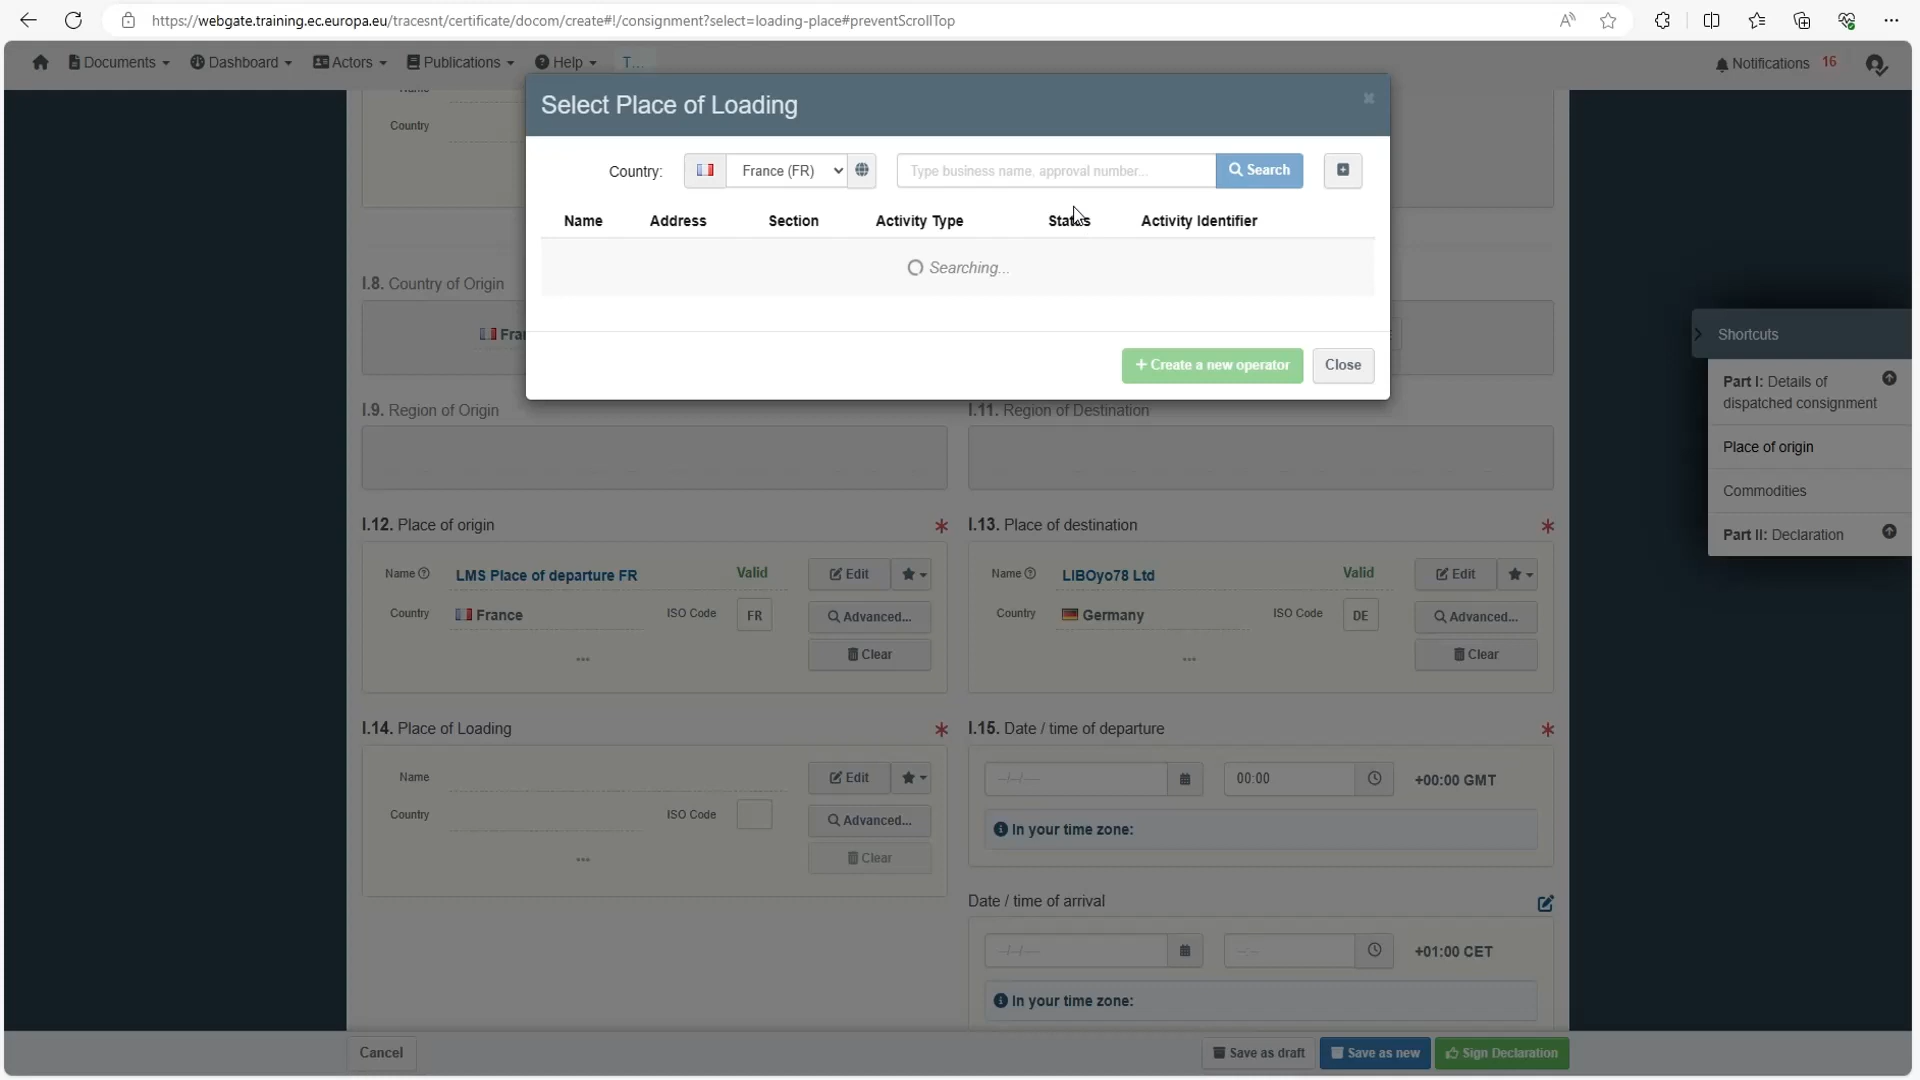 https://webgate.training.ec.europa.eu/tracesnt/certificate/docom/create#!/consignment?select=loading-place#preventScrollTop
Documents Dashboard Actors Publications Help T... Notifications 16
Select Place of Loading
Country: France (FR) Type business name, approval number... Search
Name Address Section Activity Type Status Activity Identifier
Searching...
Create a new operator Close
Country
I.8. Country of Origin
Shortcuts
Part I: Details of
dispatched consignment
Place of origin
Commodities
Part II: Declaration
I.9. Region of Origin
I.11. Region of Destination
I.12. Place of origin
Name LMS Place of departure FR Valid Edit
Country France ISO Code FR Advanced...
... Clear
I.13. Place of destination
Name LIBOyo78 Ltd Valid Edit
Country Germany ISO Code DE Advanced...
... Clear
I.14. Place of Loading
Name Edit
Country ISO Code Advanced...
... Clear
I.15. Date / time of departure
--/--/---- 00:00 +00:00 GMT
In your time zone:
Date / time of arrival
--/--/---- --:-- +01:00 CET
In your time zone:
Cancel Save as draft Save as new Sign Declaration